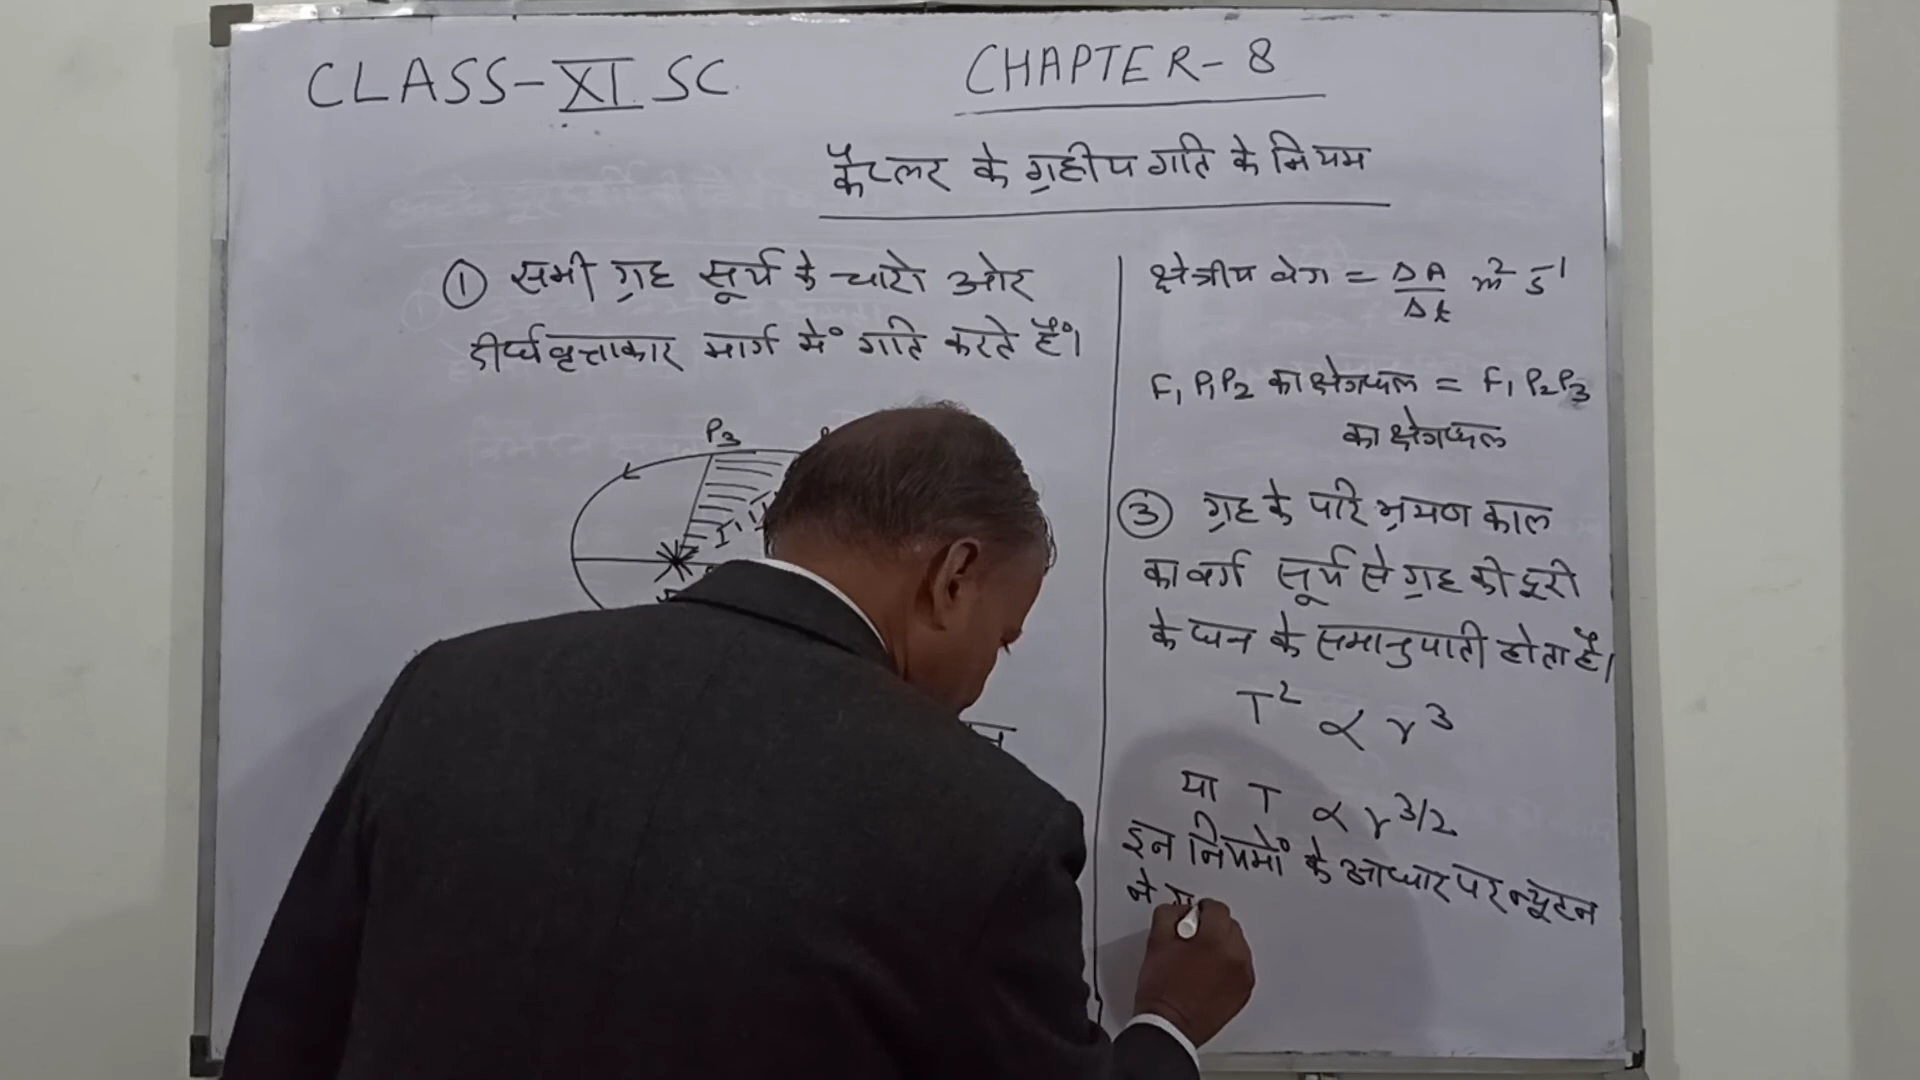 CLASS-XI SC
CHAPTER-8
कैप्लर के ग्रहीय गति के नियम
① सभी ग्रह सूर्य के चारो ओर
दीर्घवृत्ताकार मार्ग में गति करते हैं।
P3
क्षेत्रीय वेग = ΔA/Δt m² s⁻¹
F₁ P₁P₂ का क्षेत्रफल = F₁ P₂P₃
का क्षेत्रफल
③ ग्रह के परिभ्रमण काल
का वर्ग सूर्य से ग्रह की दूरी
के घन के समानुपाती होता है।
T² ∝ r³
या T ∝ r^3/2
इन नियमों के आधार पर न्यूटन
ने